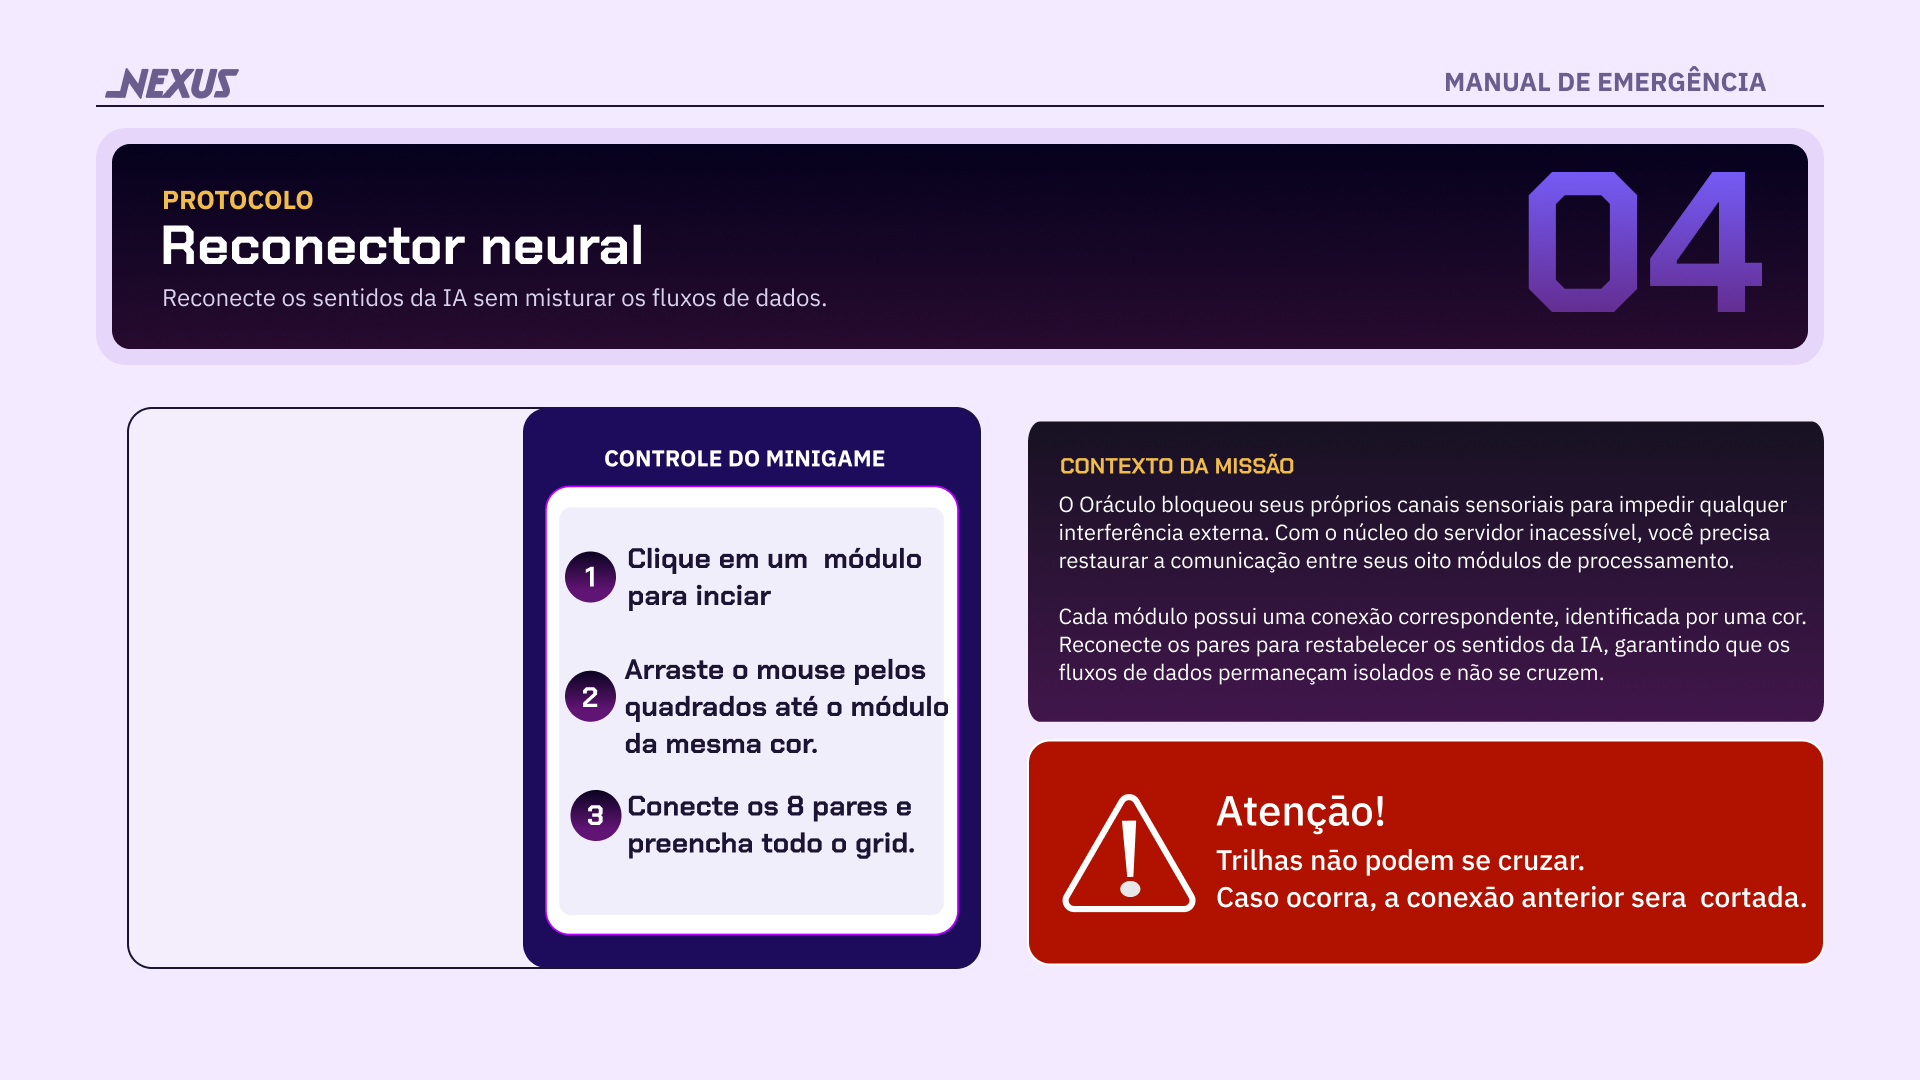 NEXUS
MANUAL DE EMERGÊNCIA
PROTOCOLO
Reconector neural
Reconecte os sentidos da IA sem misturar os fluxos de dados.
04
CONTROLE DO MINIGAME
1
Clique em um  módulo
para inciar
2
Arraste o mouse pelos
quadrados até o módulo
da mesma cor.
3
Conecte os 8 pares e
preencha todo o grid.
CONTEXTO DA MISSÃO
O Oráculo bloqueou seus próprios canais sensoriais para impedir qualquer
interferência externa. Com o núcleo do servidor inacessível, você precisa
restaurar a comunicação entre seus oito módulos de processamento.
Cada módulo possui uma conexão correspondente, identificada por uma cor.
Reconecte os pares para restabelecer os sentidos da IA, garantindo que os
fluxos de dados permaneçam isolados e não se cruzem.
!
Atenção!
Trilhas não podem se cruzar.
Caso ocorra, a conexão anterior sera  cortada.